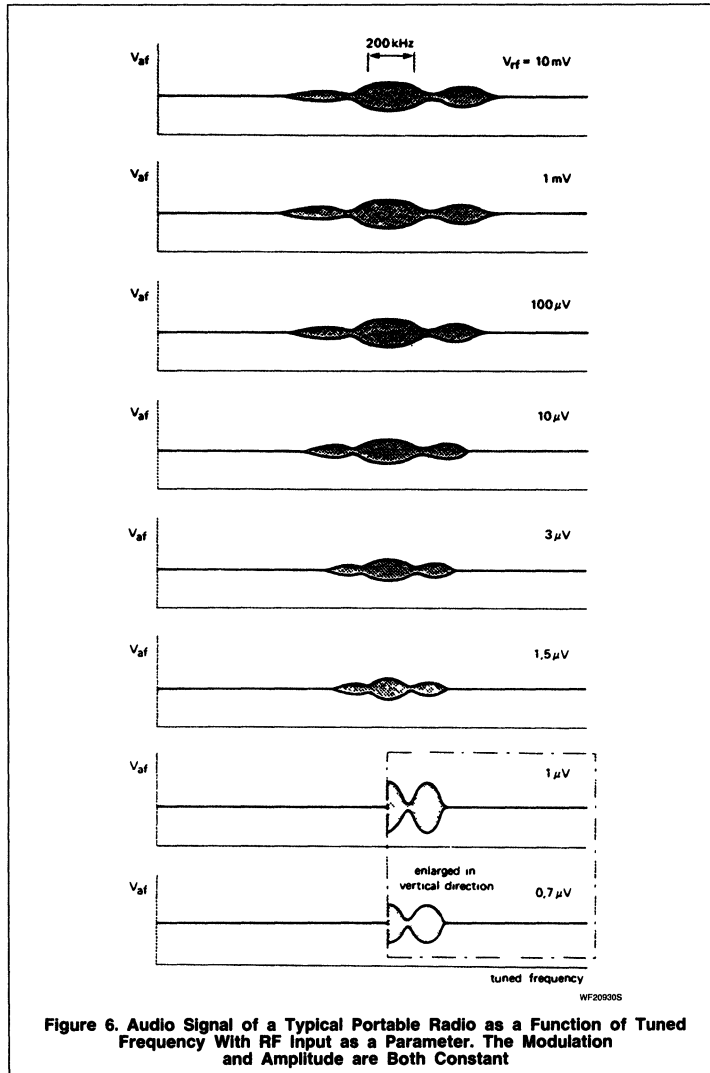 200 kHz
Vaf
Vrf = 10 mV
Vaf
1 mV
Vaf
100 μV
Vaf
10 μV
Vaf
3 μV
Vaf
1,5 μV
Vaf
1 μV
enlarged in
vertical direction
Vaf
0,7 μV
tuned frequency
WF20930S
Figure 6. Audio Signal of a Typical Portable Radio as a Function of Tuned
Frequency With RF Input as a Parameter. The Modulation
and Amplitude are Both Constant